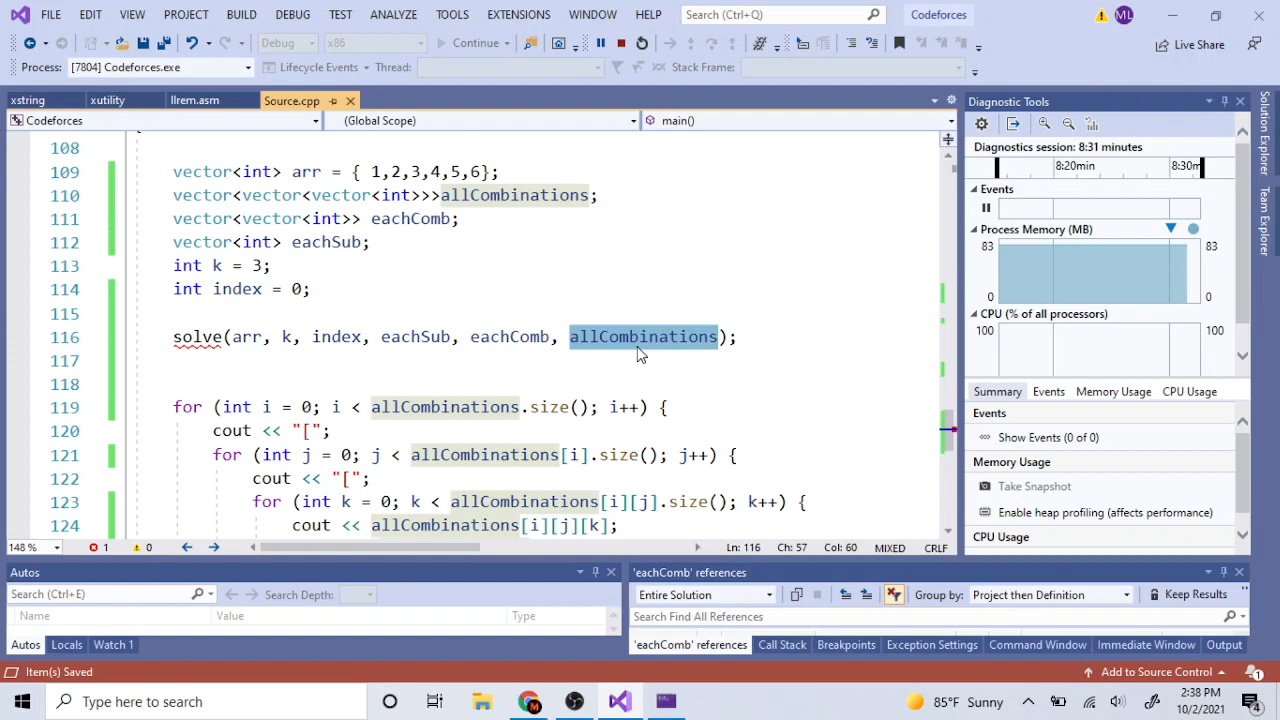 FILE EDIT VIEW PROJECT BUILD DEBUG TEST ANALYZE TOOLS EXTENSIONS WINDOW HELP Search (Ctrl+Q) Codeforces ML
Debug x86 Continue Live Share
Process: [7804] Codeforces.exe Lifecycle Events Thread: Stack Frame:
xstring xutility llrem.asm Source.cpp
Codeforces (Global Scope) main()
108
109 vector<int> arr = { 1,2,3,4,5,6};
110 vector<vector<vector<int>>>allCombinations;
111 vector<vector<int>> eachComb;
112 vector<int> eachSub;
113 int k = 3;
114 int index = 0;
115
116 solve(arr, k, index, eachSub, eachComb, allCombinations);
117
118
119 for (int i = 0; i < allCombinations.size(); i++) {
120 cout << "[";
121 for (int j = 0; j < allCombinations[i].size(); j++) {
122 cout << "[";
123 for (int k = 0; k < allCombinations[i][j].size(); k++) {
124 cout << allCombinations[i][j][k];
148 % 1 0 Ln: 116 Ch: 57 Col: 60 MIXED CRLF
Diagnostic Tools
Diagnostics session: 8:31 minutes
8:20min 8:30m
Events
Process Memory (MB)
83 83
0 0
CPU (% of all processors)
100 100
Summary Events Memory Usage CPU Usage
Events
Show Events (0 of 0)
Memory Usage
Take Snapshot
Enable heap profiling (affects performance)
CPU Usage
Solution Explorer
Team Explorer
Autos
Search (Ctrl+E) Search Depth:
Name Value Type
Autos Locals Watch 1
'eachComb' references
Entire Solution Group by: Project then Definition Keep Results
Search Find All References
'eachComb' references Call Stack Breakpoints Exception Settings Command Window Immediate Window Output
Item(s) Saved Add to Source Control 1
Type here to search 85°F Sunny 2:38 PM
10/2/2021 4